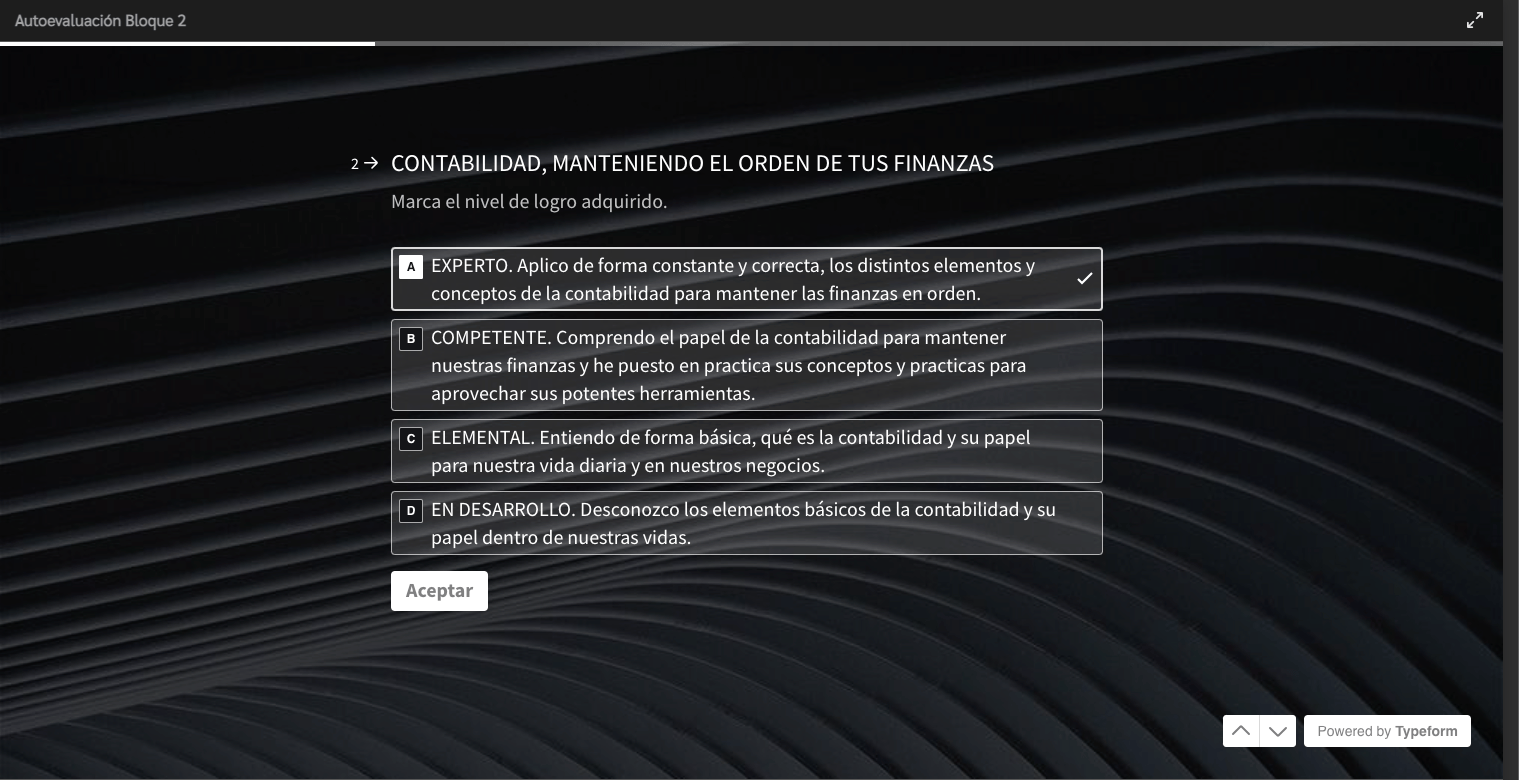 Autoevaluación Bloque 2
2 → CONTABILIDAD, MANTENIENDO EL ORDEN DE TUS FINANZAS
Marca el nivel de logro adquirido.
A EXPERTO. Aplico de forma constante y correcta, los distintos elementos y
conceptos de la contabilidad para mantener las finanzas en orden.
B COMPETENTE. Comprendo el papel de la contabilidad para mantener
nuestras finanzas y he puesto en practica sus conceptos y practicas para
aprovechar sus potentes herramientas.
C ELEMENTAL. Entiendo de forma básica, qué es la contabilidad y su papel
para nuestra vida diaria y en nuestros negocios.
D EN DESARROLLO. Desconozco los elementos básicos de la contabilidad y su
papel dentro de nuestras vidas.
Aceptar
Powered by Typeform